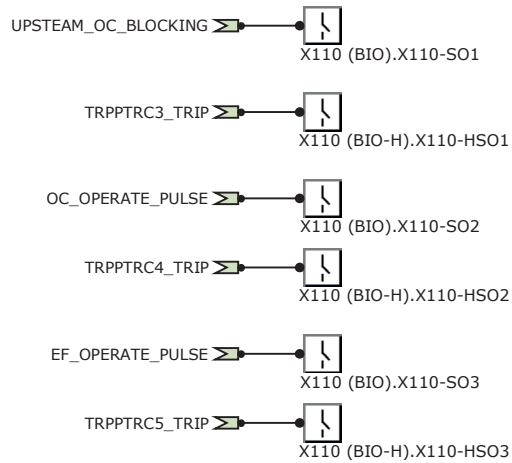 UPSTEAM_OC_BLOCKING
X110 (BIO).X110-SO1
TRPPTRC3_TRIP
X110 (BIO-H).X110-HSO1
OC_OPERATE_PULSE
X110 (BIO).X110-SO2
TRPPTRC4_TRIP
X110 (BIO-H).X110-HSO2
EF_OPERATE_PULSE
X110 (BIO).X110-SO3
TRPPTRC5_TRIP
X110 (BIO-H).X110-HSO3